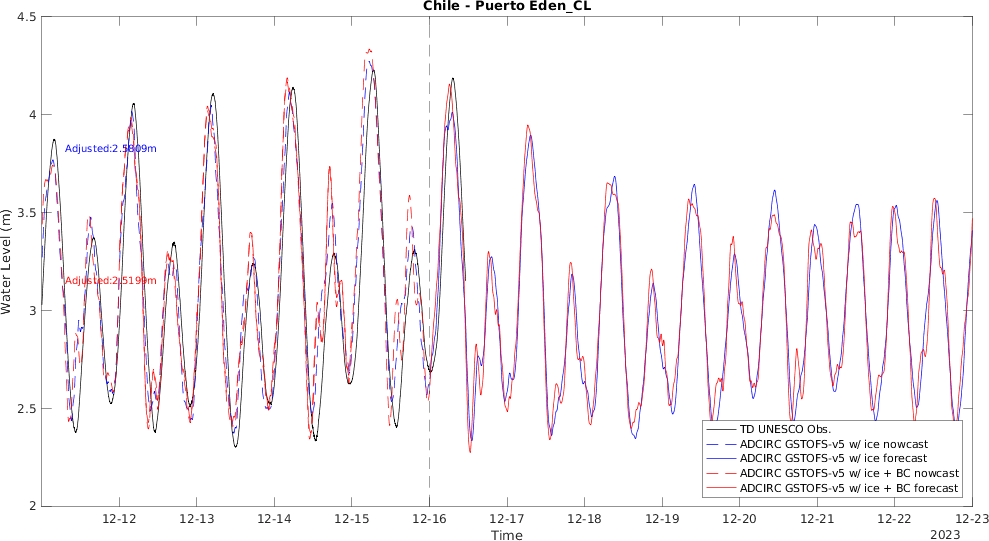 Chile - Puerto Eden_CL
4.5
4
3.5
3
2.5
2
Water Level (m)
Adjusted:2.5809m
Adjusted:2.5199m
TD UNESCO Obs.
ADCIRC GSTOFS-v5 w/ ice nowcast
ADCIRC GSTOFS-v5 w/ ice forecast
ADCIRC GSTOFS-v5 w/ ice + BC nowcast
ADCIRC GSTOFS-v5 w/ ice + BC forecast
12-12 12-13 12-14 12-15 12-16 12-17 12-18 12-19 12-20 12-21 12-22 12-23
Time
2023